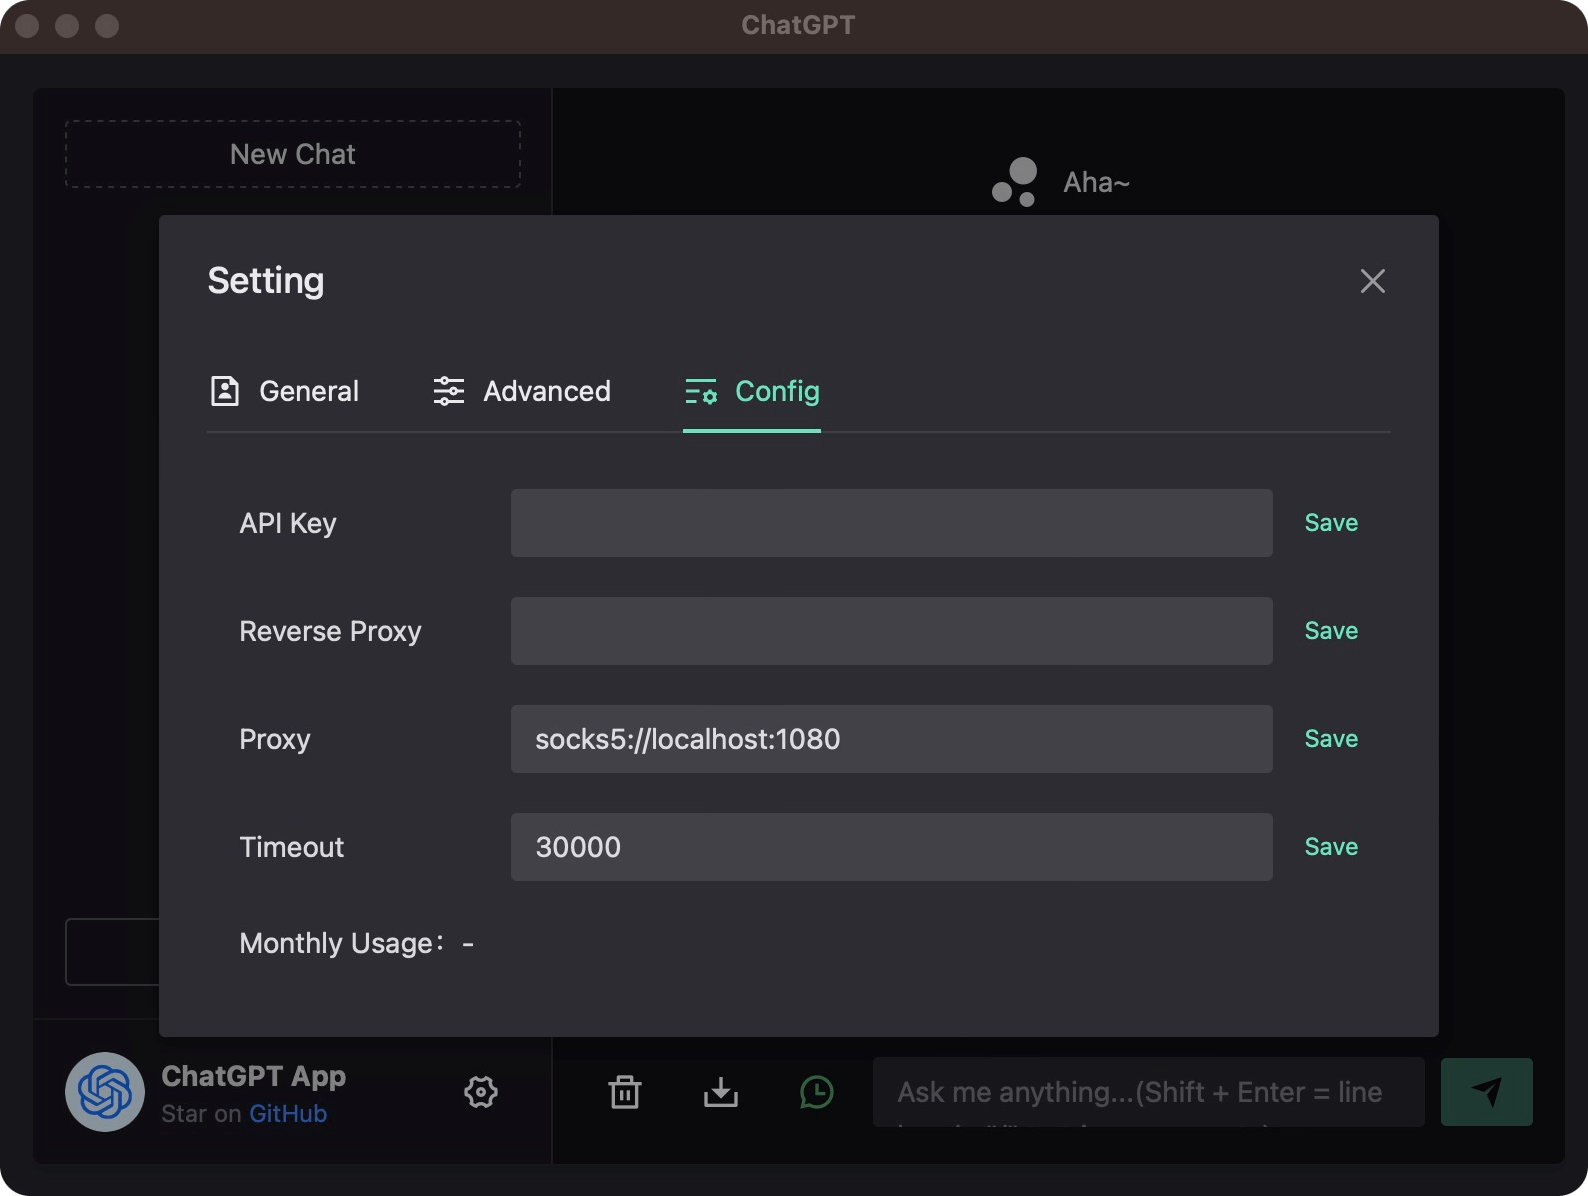 ChatGPT
New Chat
Aha~
Setting
General
Advanced
Config
API Key
Save
Reverse Proxy
Save
Proxy
socks5://localhost:1080
Save
Timeout
30000
Save
Monthly Usage： -
ChatGPT App
Star on GitHub
Ask me anything...(Shift + Enter = line